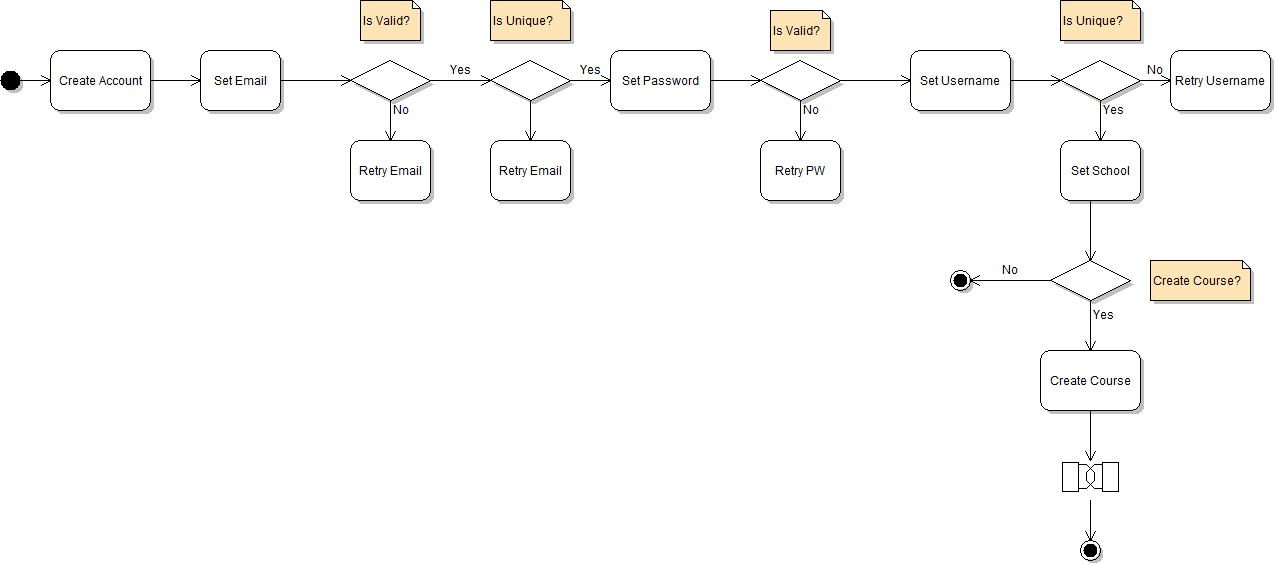 Is Valid?
Is Unique?
Is Valid?
Is Unique?
Create Account
Set Email
Yes
Yes
Set Password
Set Username
No
Retry Username
No
No
Yes
Retry Email
Retry Email
Retry PW
Set School
No
Create Course?
Yes
Create Course